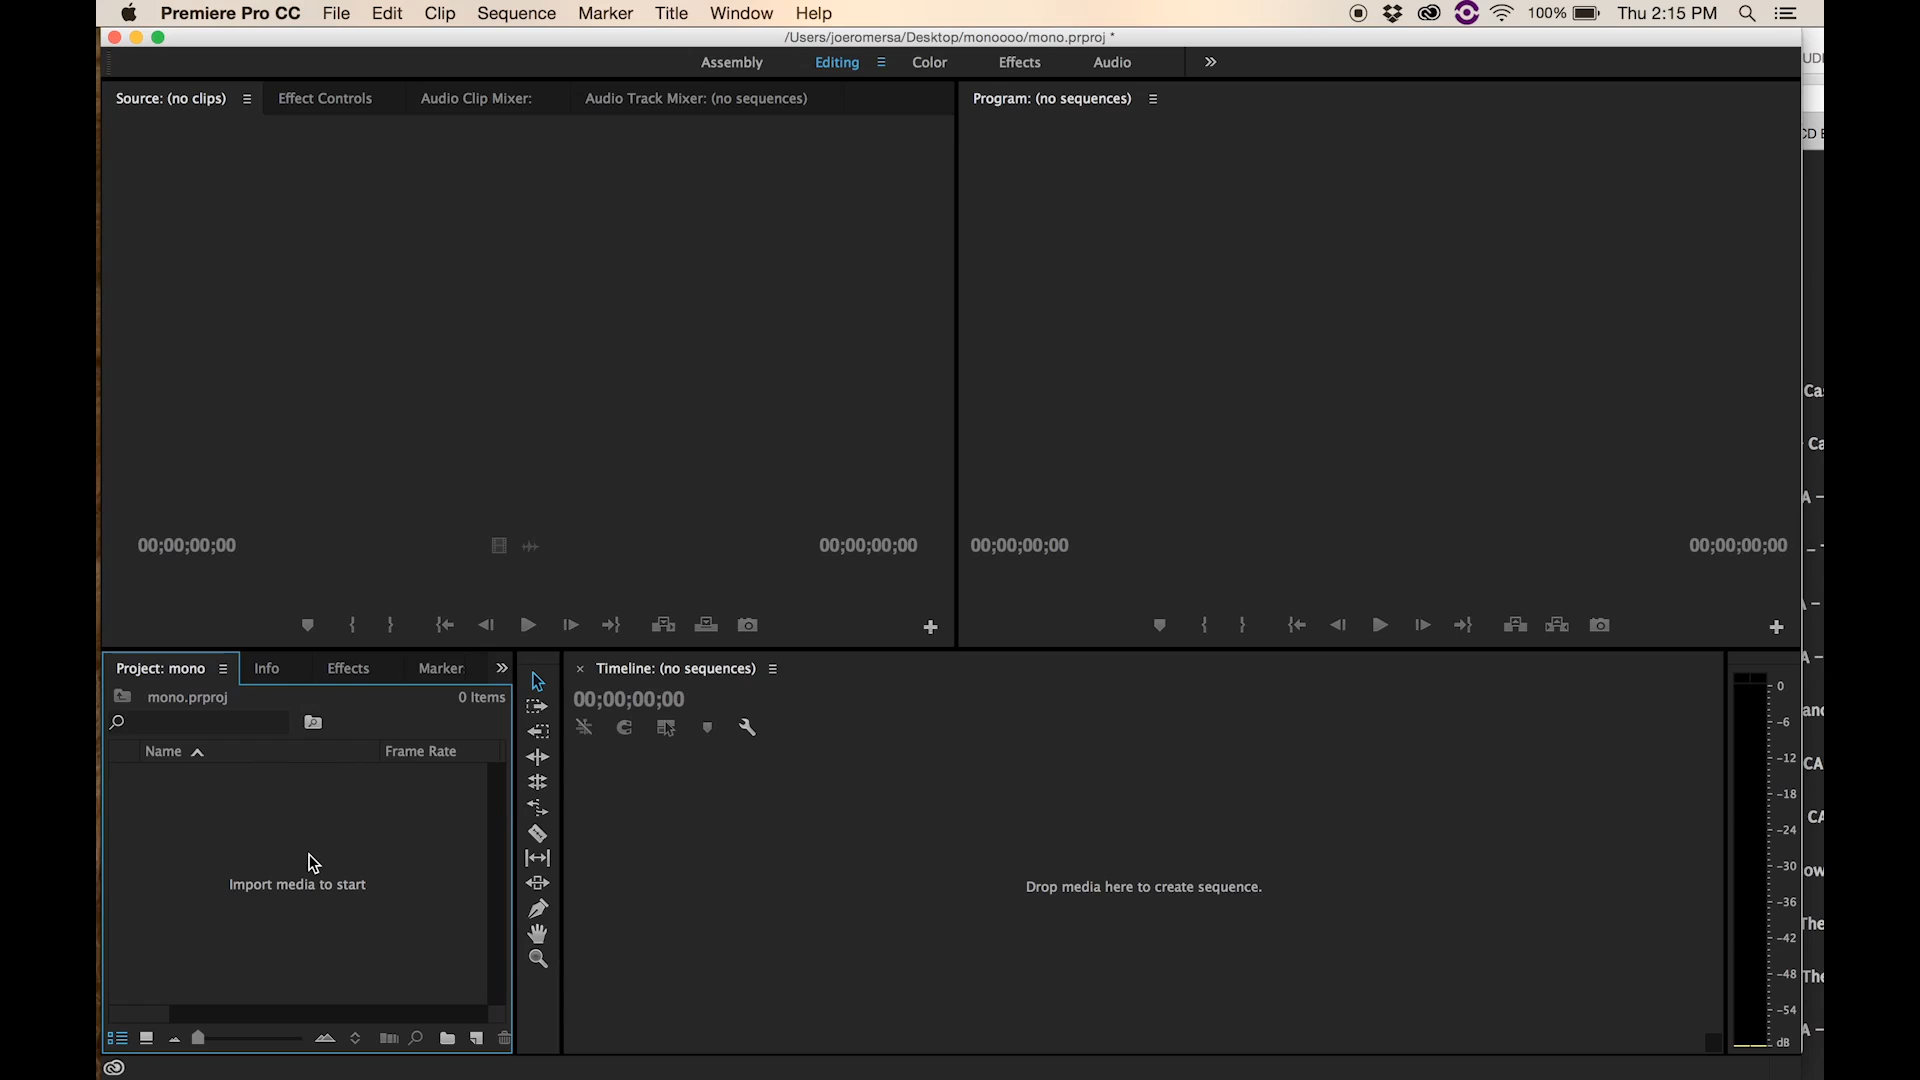 Premiere Pro CC File Edit Clip Sequence Marker Title Window Help 100% Thu 2:15 PM
/Users/joeromersa/Desktop/monoooo/mono.prproj *
Assembly Editing Color Effects Audio
Source: (no clips) Effect Controls Audio Clip Mixer: Audio Track Mixer: (no sequences)
Program: (no sequences)
00;00;00;00 00;00;00;00
00;00;00;00 00;00;00;00
Project: mono Info Effects Marker
mono.prproj 0 Items
Name Frame Rate
Import media to start
Timeline: (no sequences)
00;00;00;00
Drop media here to create sequence.
0
-6
-12
-18
-24
-30
-36
-42
-48
-54
dB
Ca
A –
CA
CA
The
The
A –